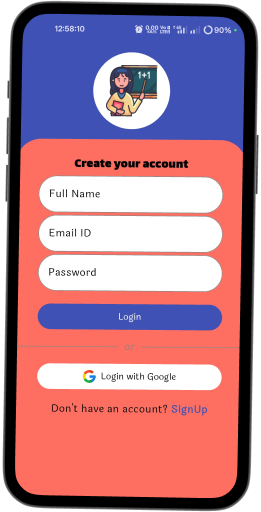 12:58:10 90%
1+1
Create your account
Full Name
Email ID
Password
Login
or
Login with Google
Don't have an account? SignUp